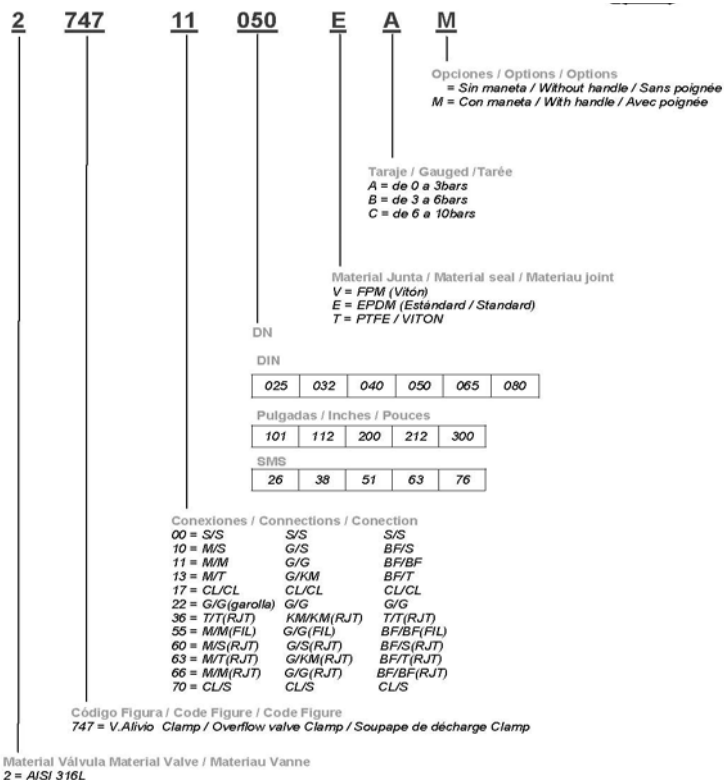 2 747 11 050 E A M
Opciones / Options / Options
= Sin maneta / Without handle / Sans poignée
M = Con maneta / With handle / Avec poignée
Taraje / Gauged /Tarée
A = de 0 a 3bars
B = de 3 a 6bars
C = de 6 a 10bars
Material Junta / Material seal / Materiau joint
V = FPM (Vitón)
E = EPDM (Estándard / Standard)
T = PTFE / VITON
DN
DIN
025 032 040 050 065 080
Pulgadas / Inches / Pouces
101 112 200 212 300
SMS
26 38 51 63 76
Conexiones / Connections / Conection
00 = S/S S/S S/S
10 = M/S G/S BF/S
11 = M/M G/G BF/BF
13 = M/T G/KM BF/T
17 = CL/CL CL/CL CL/CL
22 = G/G(garolla) G/G G/G
36 = T/T(RJT) KM/KM(RJT) T/T(RJT)
55 = M/M(FIL) G/G(FIL) BF/BF(FIL)
60 = M/S(RJT) G/S(RJT) BF/S(RJT)
63 = M/T(RJT) G/KM(RJT) BF/T(RJT)
66 = M/M(RJT) G/G(RJT) BF/BF(RJT)
70 = CL/S CL/S CL/S
Código Figura / Code Figure / Code Figure
747 = V.Alivio Clamp / Overflow valve Clamp / Soupape de décharge Clamp
Material Válvula Material Valve / Materiau Vanne
2 = AISI 316L